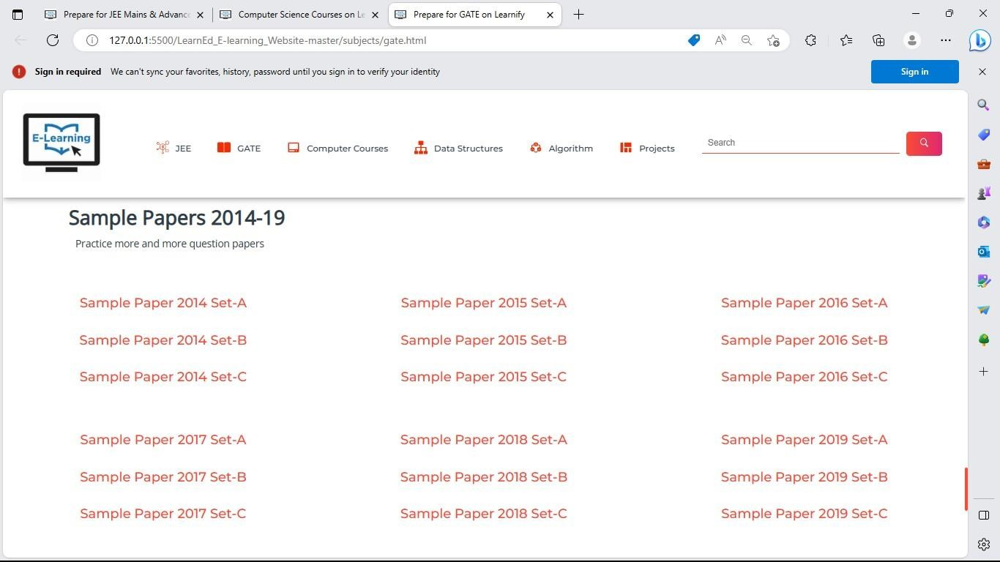 Prepare for JEE Mains & Advance
Computer Science Courses on Le
Prepare for GATE on Learnify
127.0.0.1:5500/LearnEd_E-learning_Website-master/subjects/gate.html
Sign in required We can't sync your favorites, history, password until you sign in to verify your identity
Sign in
E-Learning
JEE
GATE
Computer Courses
Data Structures
Algorithm
Projects
Search
Sample Papers 2014-19
Practice more and more question papers
Sample Paper 2014 Set-A
Sample Paper 2015 Set-A
Sample Paper 2016 Set-A
Sample Paper 2014 Set-B
Sample Paper 2015 Set-B
Sample Paper 2016 Set-B
Sample Paper 2014 Set-C
Sample Paper 2015 Set-C
Sample Paper 2016 Set-C
Sample Paper 2017 Set-A
Sample Paper 2018 Set-A
Sample Paper 2019 Set-A
Sample Paper 2017 Set-B
Sample Paper 2018 Set-B
Sample Paper 2019 Set-B
Sample Paper 2017 Set-C
Sample Paper 2018 Set-C
Sample Paper 2019 Set-C